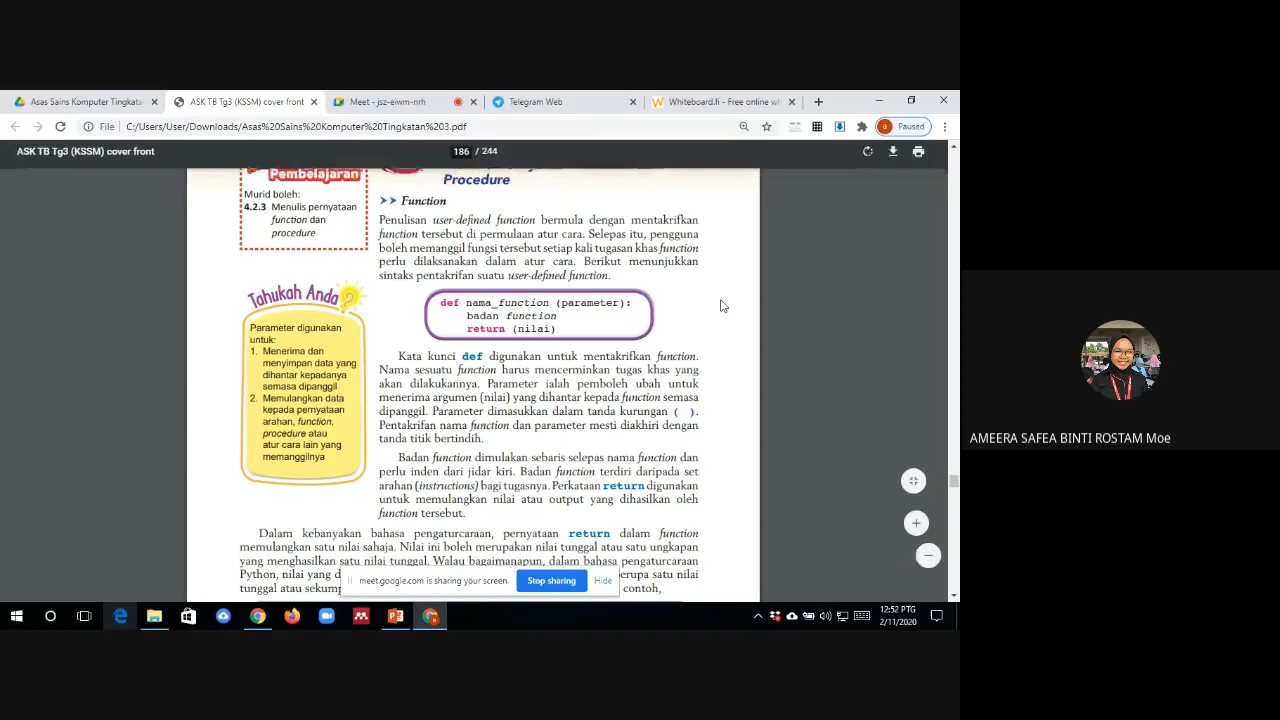 Asas Sains Komputer Tingkata
ASK TB Tg3 (KSSM) cover front
Meet - jsz-eiwm-nrh
Telegram Web
Whiteboard.fi - Free online wh
File
C:/Users/User/Downloads/Asas%20Sains%20Komputer%20Tingkatan%203.pdf
a
Paused
ASK TB Tg3 (KSSM) cover front
186 / 244
Pembelajaran
Murid boleh:
4.2.3 Menulis pernyataan
function dan
procedure
Procedure
Function
Penulisan user-defined function bermula dengan mentakrifkan
function tersebut di permulaan atur cara. Selepas itu, pengguna
boleh memanggil fungsi tersebut setiap kali tugasan khas function
perlu dilaksanakan dalam atur cara. Berikut menunjukkan
sintaks pentakrifan suatu user-defined function.
def nama_function (parameter):
badan function
return (nilai)
Tahukah Anda
Parameter digunakan
untuk:
1. Menerima dan
menyimpan data yang
dihantar kepadanya
semasa dipanggil
2. Memulangkan data
kepada pernyataan
arahan, function,
procedure atau
atur cara lain yang
memanggilnya
Kata kunci def digunakan untuk mentakrifkan function.
Nama sesuatu function harus mencerminkan tugas khas yang
akan dilakukannya. Parameter ialah pemboleh ubah untuk
menerima argumen (nilai) yang dihantar kepada function semasa
dipanggil. Parameter dimasukkan dalam tanda kurungan ( ).
Pentakrifan nama function dan parameter mesti diakhiri dengan
tanda titik bertindih.
Badan function dimulakan sebaris selepas nama function dan
perlu inden dari jidar kiri. Badan function terdiri daripada set
arahan (instructions) bagi tugasnya. Perkataan return digunakan
untuk memulangkan nilai atau output yang dihasilkan oleh
function tersebut.
Dalam kebanyakan bahasa pengaturcaraan, pernyataan return dalam function
memulangkan satu nilai sahaja. Nilai ini boleh merupakan nilai tunggal atau satu ungkapan
yang menghasilkan satu nilai tunggal. Walau bagaimanapun, dalam bahasa pengaturcaraan
Python, nilai yang d erupa satu nilai
tunggal atau sekump contoh,
meet.google.com is sharing your screen.
Stop sharing
Hide
12:52 PTG
2/11/2020
AMEERA SAFEA BINTI ROSTAM Moe